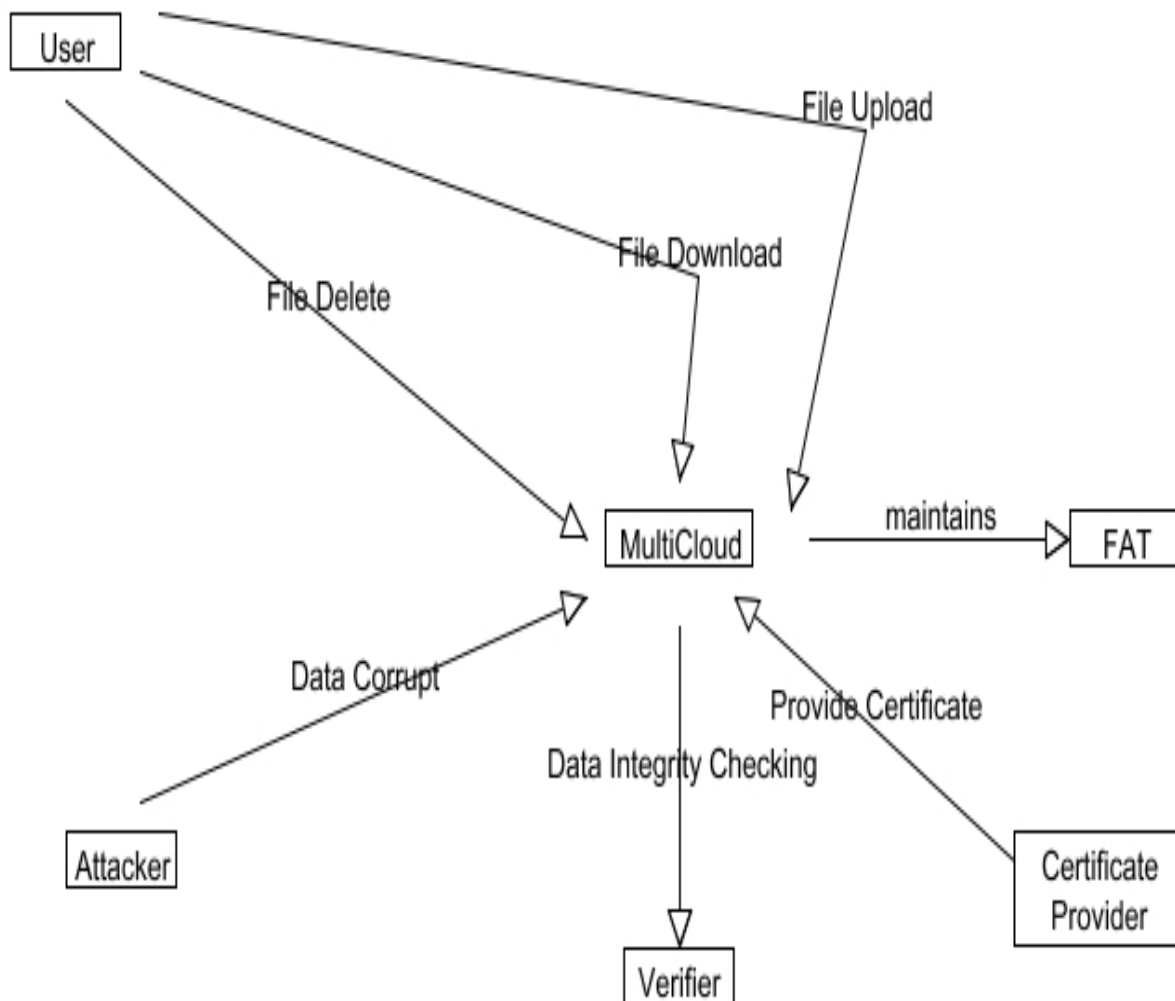 User
File Upload
File Download
File Delete
maintains
MultiCloud
FAT
Data Corrupt
Provide Certificate
Data Integrity Checking
Attacker
Certificate
Provider
Verifier